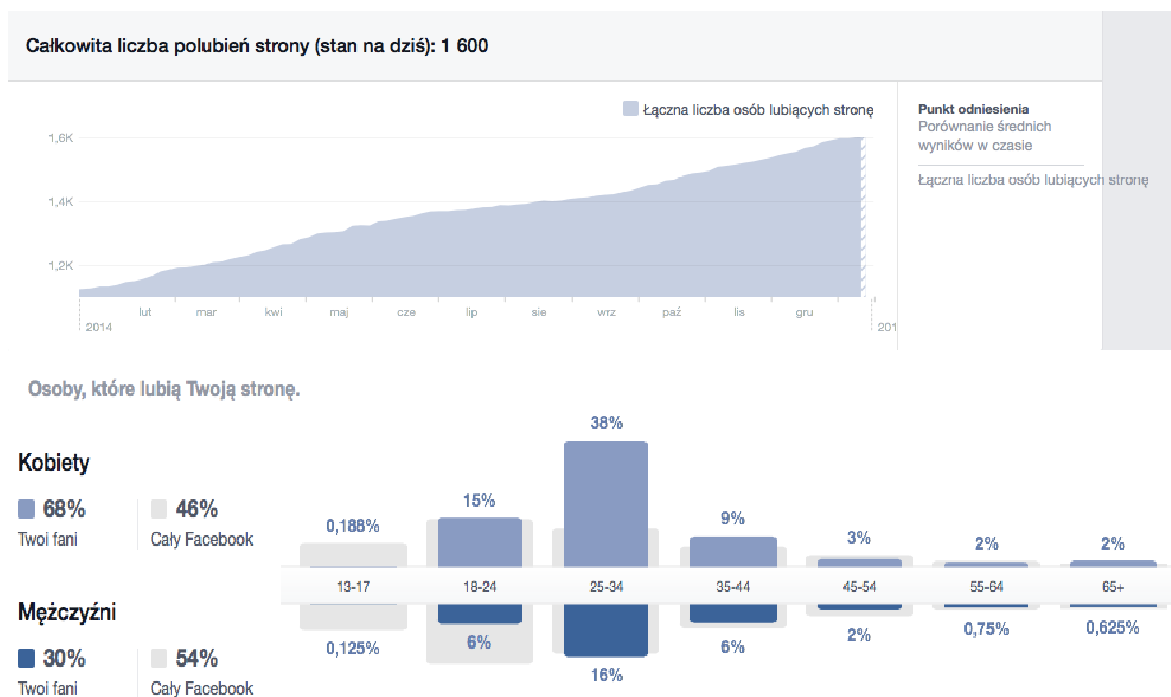 Całkowita liczba polubień strony (stan na dziś): 1 600
Łączna liczba osób lubiących stronę
1,6K
1,4K
1,2K
lut mar kwi maj cze lip sie wrz paź lis gru
2014 201
Punkt odniesienia
Porównanie średnich
wyników w czasie
Łączna liczba osób lubiących stronę
Osoby, które lubią Twoją stronę.
Kobiety
68% 46%
Twoi fani Cały Facebook
0,188% 15% 38% 9% 3% 2% 2%
13-17 18-24 25-34 35-44 45-54 55-64 65+
0,125% 6% 16% 6% 2% 0,75% 0,625%
Mężczyźni
30% 54%
Twoi fani Cały Facebook